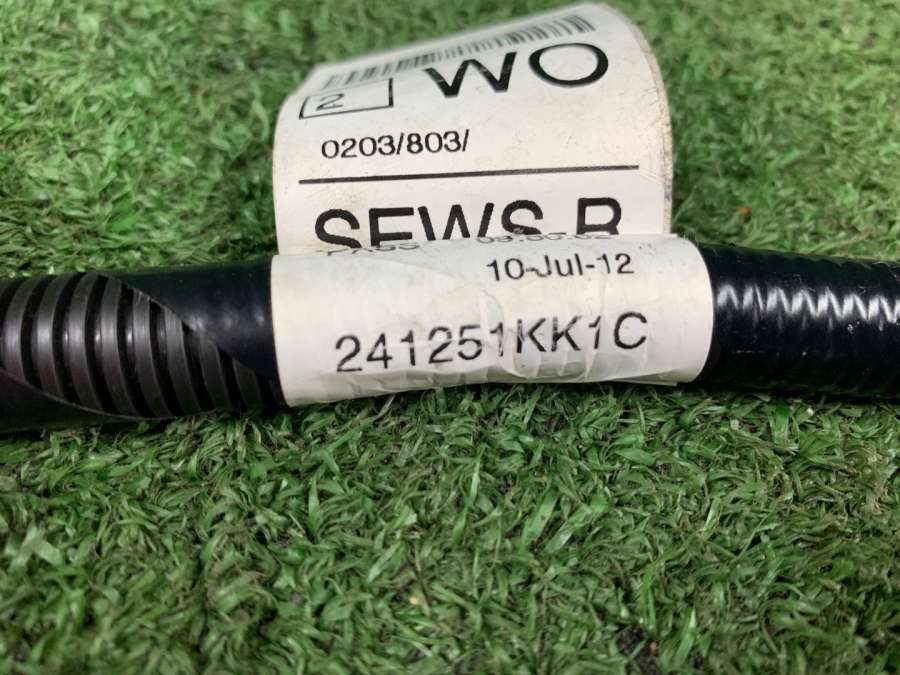 2 WO
0203/803/
SEWS-R
10-Jul-12
241251KK1C